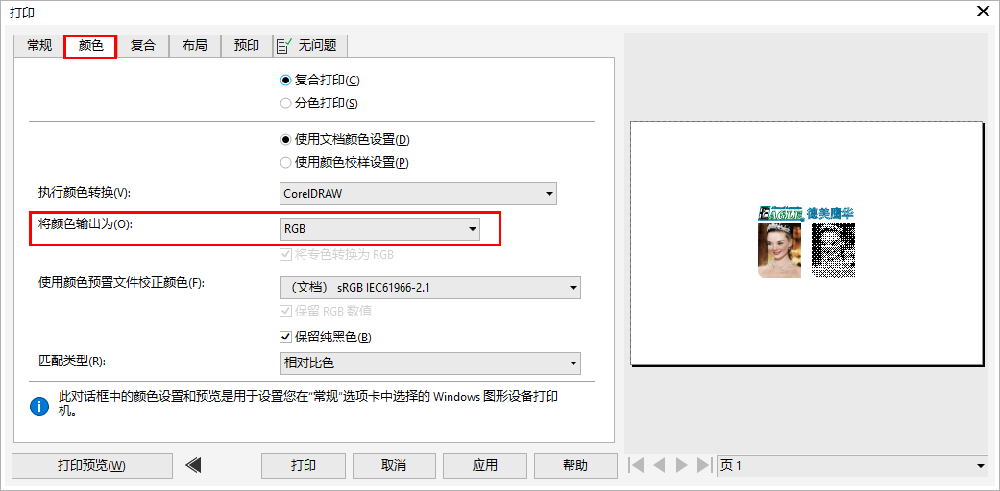 打印
常规 颜色 复合 布局 预印 无问题
复合打印(C)
分色打印(S)
使用文档颜色设置(D)
使用颜色校样设置(P)
执行颜色转换(V): CorelDRAW
将颜色输出为(O): RGB
将专色转换为 RGB
使用颜色预置文件校正颜色(F): （文档） sRGB IEC61966-2.1
保留 RGB 数值
保留纯黑色(B)
匹配类型(R): 相对比色
此对话框中的颜色设置和预览是用于设置您在“常规”选项卡中选择的 Windows 图形设备打印
机。
EAGLE 德美鹰华
打印预览(W) 打印 取消 应用 帮助 页 1